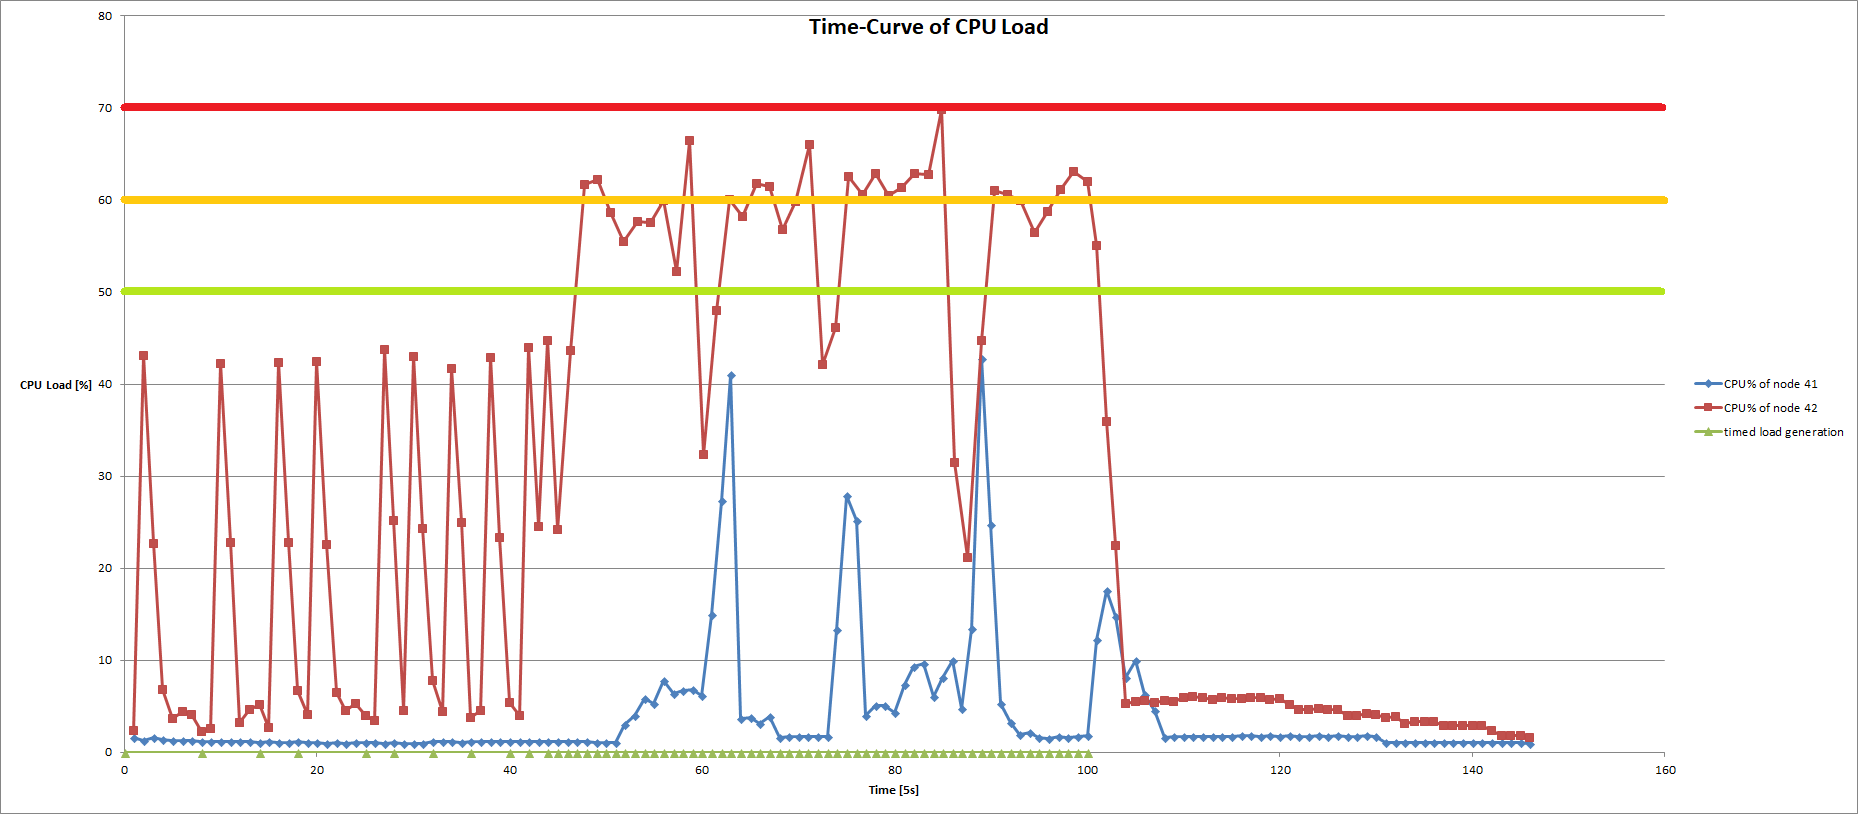 Time-Curve of CPU Load
80
70
60
50
CPU Load [%] 40
30
20
10
0
CPU% of node 41
CPU% of node 42
timed load generation
0 20 40 60 80 100 120 140 160
Time [5s]